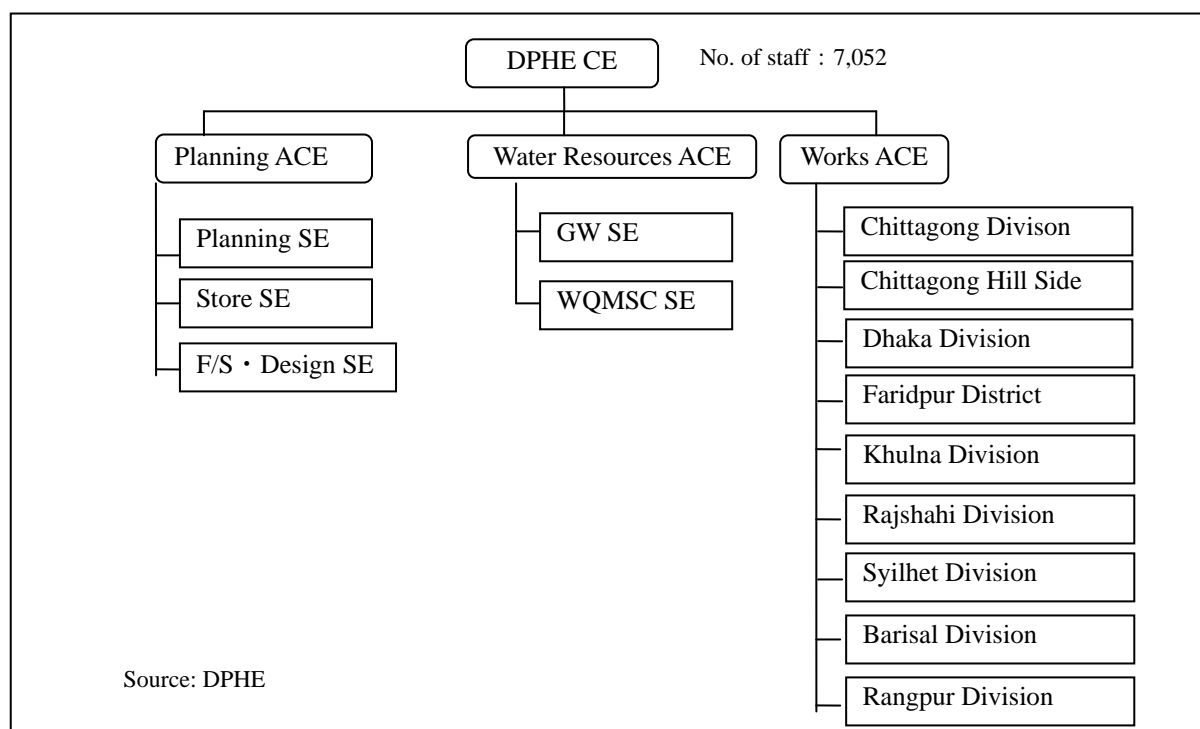 DPHE CE
No. of staff：7,052
Planning ACE
Water Resources ACE
Works ACE
Planning SE
Store SE
F/S・Design SE
GW SE
WQMSC SE
Chittagong Divison
Chittagong Hill Side
Dhaka Division
Faridpur District
Khulna Division
Rajshahi Division
Syilhet Division
Barisal Division
Rangpur Division
Source: DPHE